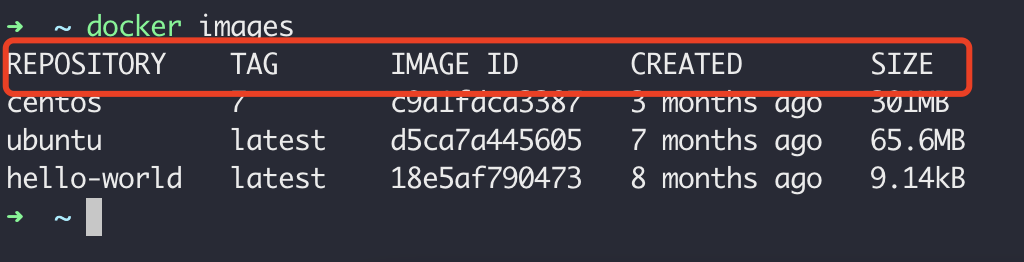 ➜ ~ docker images
REPOSITORY TAG IMAGE ID CREATED SIZE
centos 7 c9a1fdca3387 3 months ago 301MB
ubuntu latest d5ca7a445605 7 months ago 65.6MB
hello-world latest 18e5af790473 8 months ago 9.14kB
➜ ~